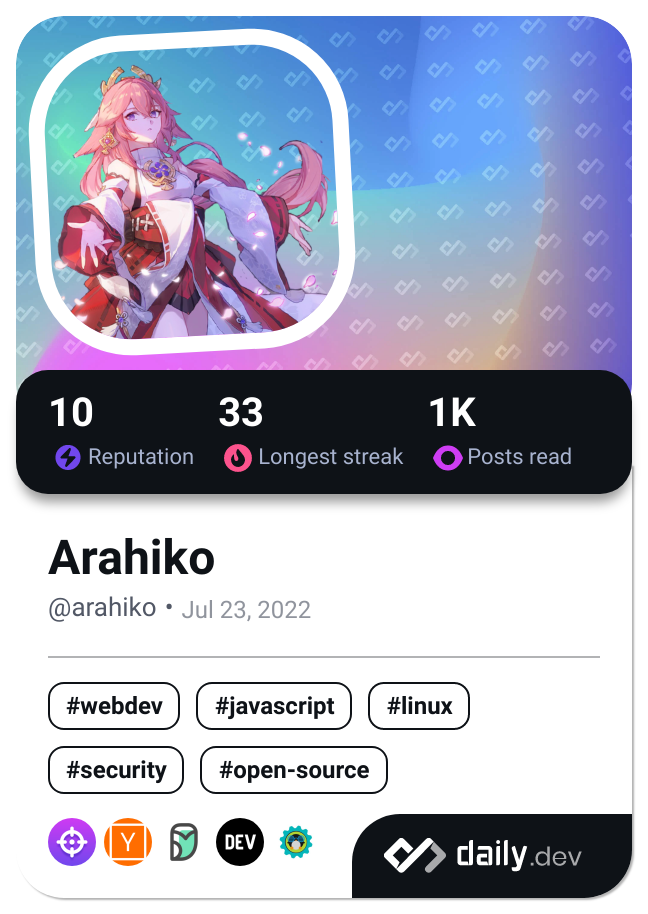 10 33 1K
Reputation Longest streak Posts read
Arahiko
@arahiko • Jul 23, 2022
#webdev #javascript #linux
#security #open-source
Y DEV daily.dev